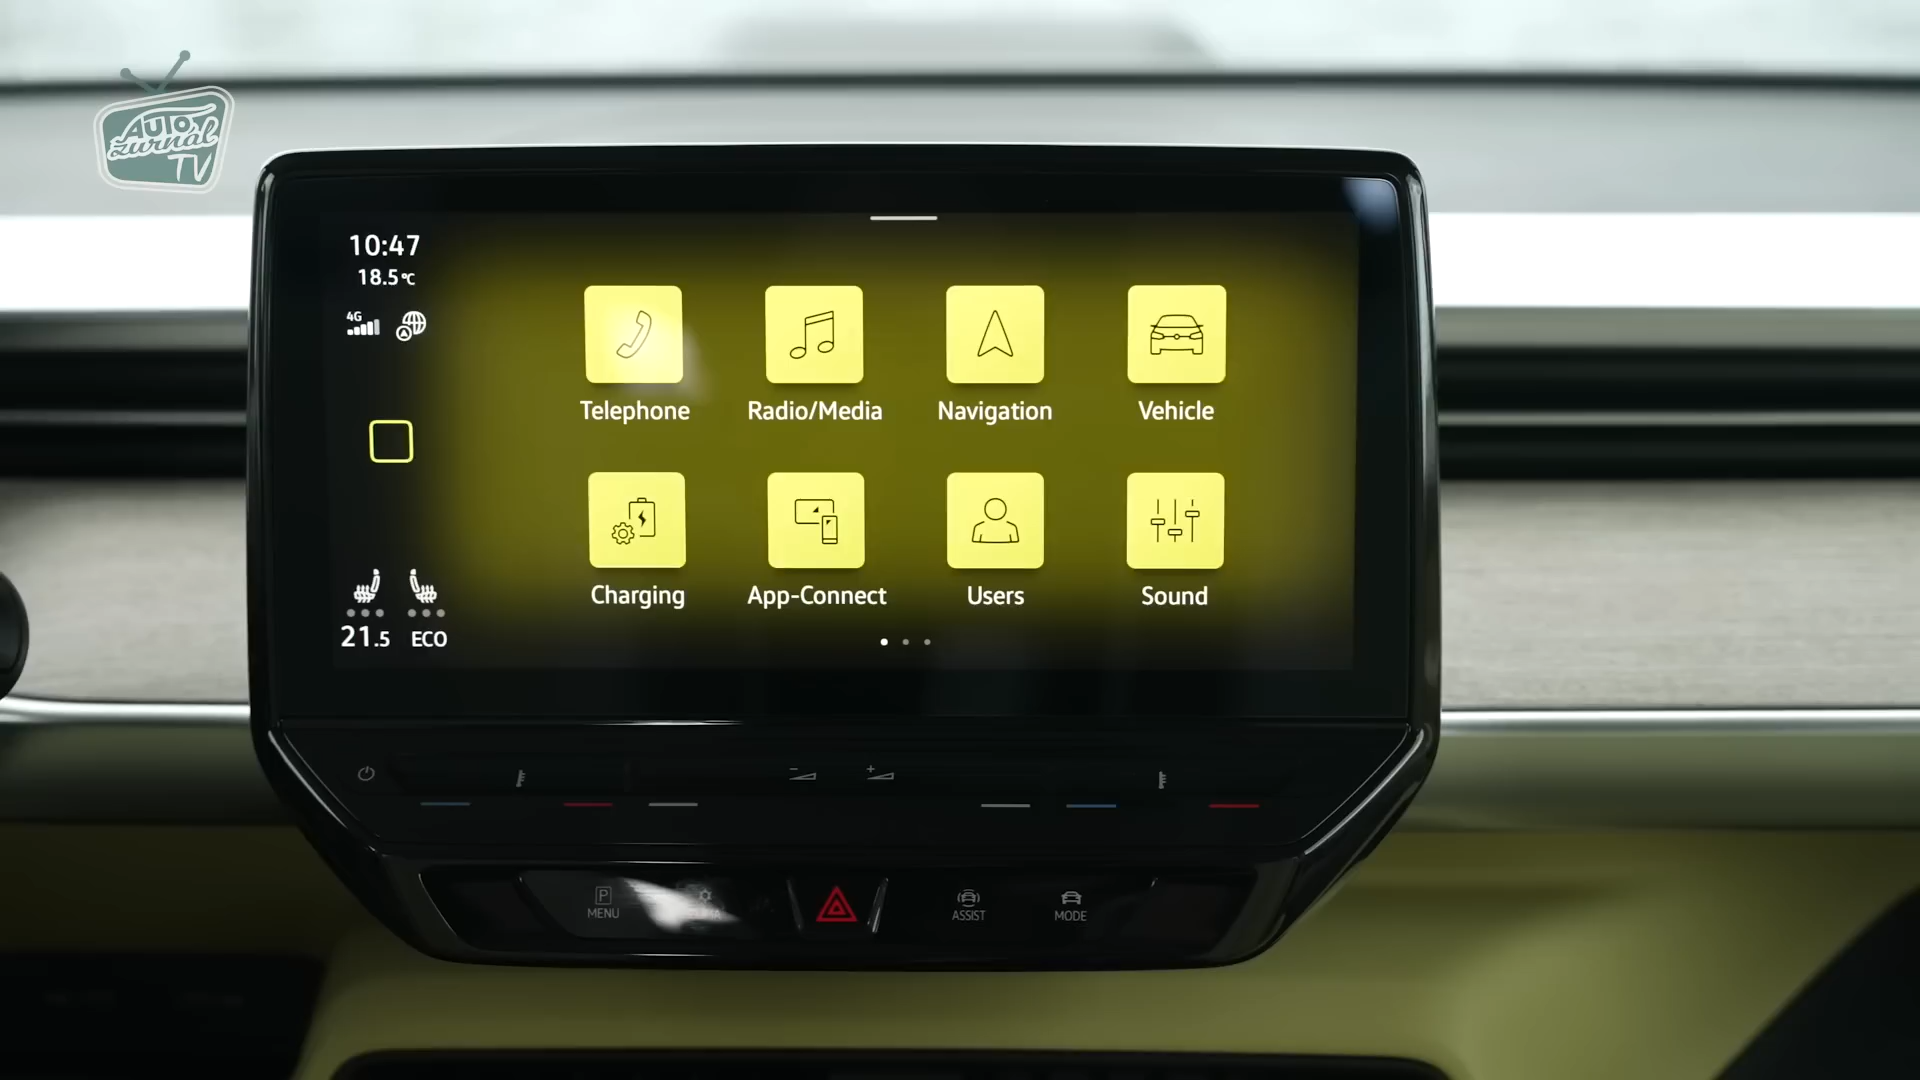 AUTO
žurnál
TV
10:47
18.5°C
4G
Telephone
Radio/Media
Navigation
Vehicle
Charging
App-Connect
Users
Sound
21.5
ECO
P
MENU
ASSIST
MODE